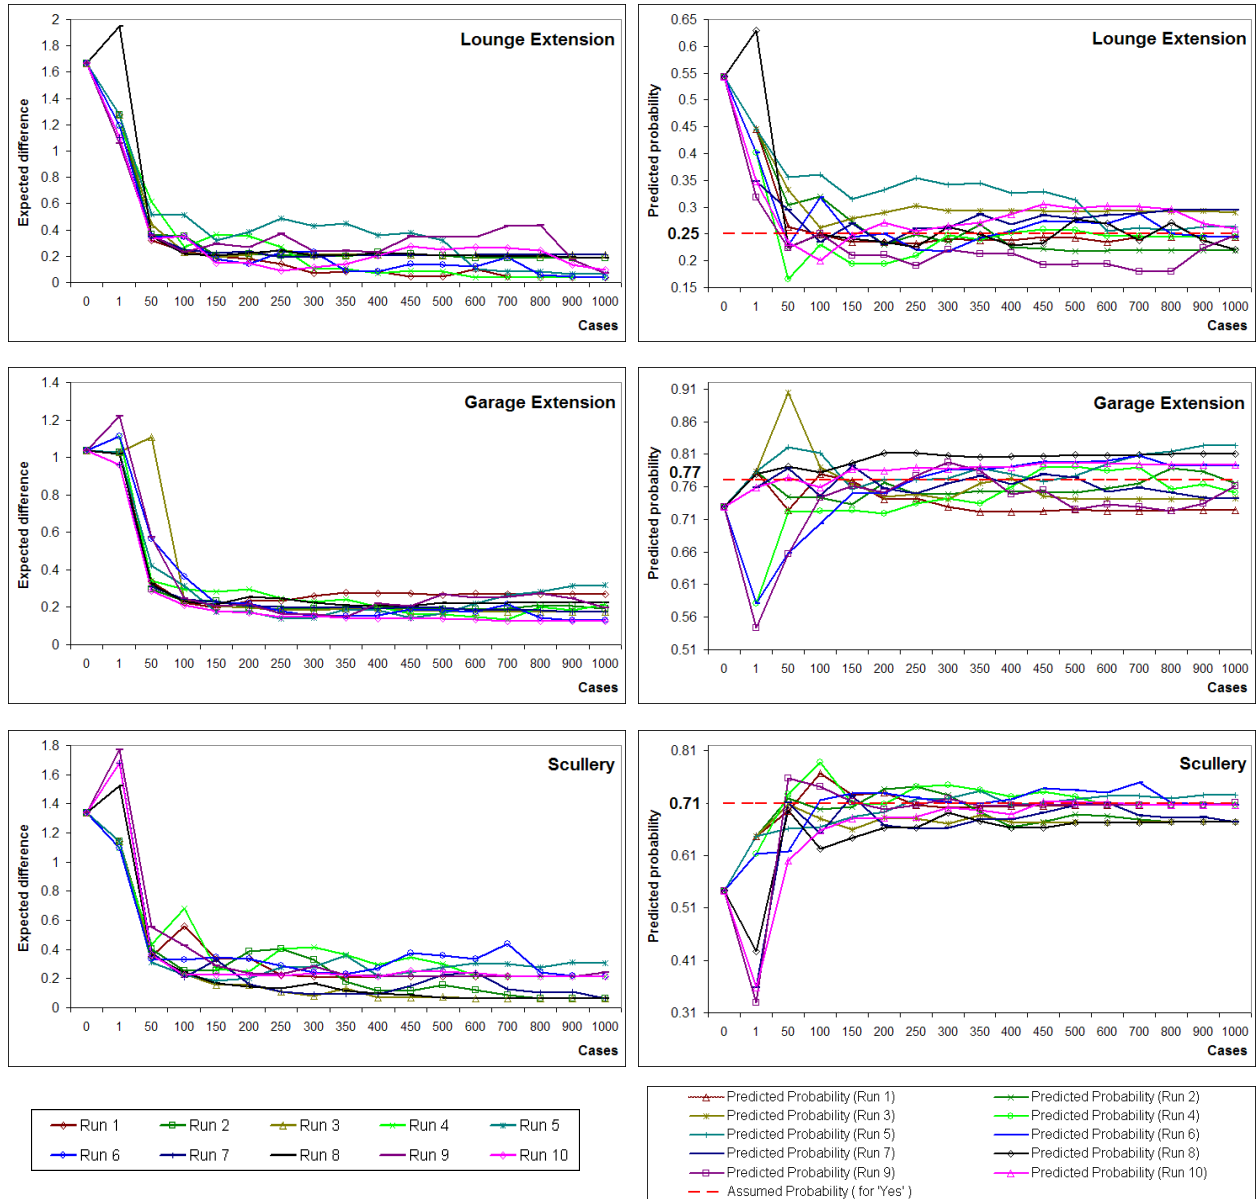 Lounge Extension
Expected difference
2
1.8
1.6
1.4
1.2
1
0.8
0.6
0.4
0.2
0
0 1 50 100 150 200 250 300 350 400 450 500 600 700 800 900 1000
Cases
Lounge Extension
Predicted probability
0.65
0.6
0.55
0.5
0.45
0.4
0.35
0.3
0.25
0.2
0.15
0 1 50 100 150 200 250 300 350 400 450 500 600 700 800 900 1000
Cases
Garage Extension
Expected difference
1.4
1.2
1
0.8
0.6
0.4
0.2
0
0 1 50 100 150 200 250 300 350 400 450 500 600 700 800 900 1000
Cases
Garage Extension
Predicted probability
0.91
0.86
0.81
0.77
0.76
0.71
0.66
0.61
0.56
0.51
0 1 50 100 150 200 250 300 350 400 450 500 600 700 800 900 1000
Cases
Scullery
Expected difference
1.8
1.6
1.4
1.2
1
0.8
0.6
0.4
0.2
0
0 1 50 100 150 200 250 300 350 400 450 500 600 700 800 900 1000
Cases
Scullery
Predicted probability
0.81
0.71
0.61
0.51
0.41
0.31
0 1 50 100 150 200 250 300 350 400 450 500 600 700 800 900 1000
Cases
Run 1 Run 2 Run 3 Run 4 Run 5
Run 6 Run 7 Run 8 Run 9 Run 10
Predicted Probability (Run 1) Predicted Probability (Run 2)
Predicted Probability (Run 3) Predicted Probability (Run 4)
Predicted Probability (Run 5) Predicted Probability (Run 6)
Predicted Probability (Run 7) Predicted Probability (Run 8)
Predicted Probability (Run 9) Predicted Probability (Run 10)
Assumed Probability ( for 'Yes' )